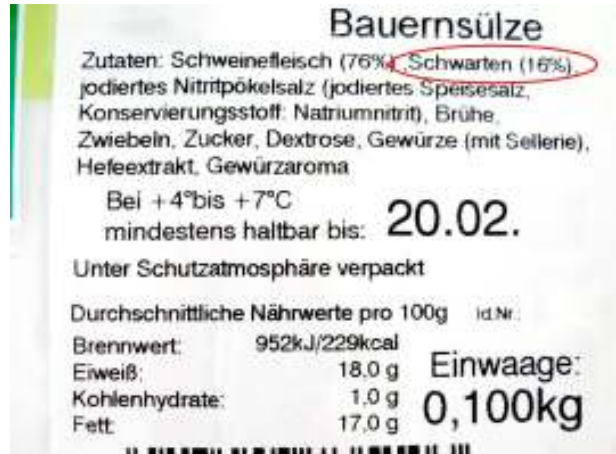 Bauernsülze
Zutaten: Schweinefleisch (76%), Schwarten (16%),
jodiertes Nitritpökelsalz (jodiertes Speisesalz,
Konservierungsstoff: Natriumnitrit), Brühe,
Zwiebeln, Zucker, Dextrose, Gewürze (mit Sellerie),
Hefeextrakt, Gewürzaroma
Bei +4°bis +7°C
mindestens haltbar bis: 20.02.
Unter Schutzatmosphäre verpackt
Durchschnittliche Nährwerte pro 100g id.Nr.:
Brennwert: 952kJ/229kcal
Eiweiß: 18,0 g
Kohlenhydrate: 1,0 g
Fett: 17,0 g
Einwaage:
0,100kg